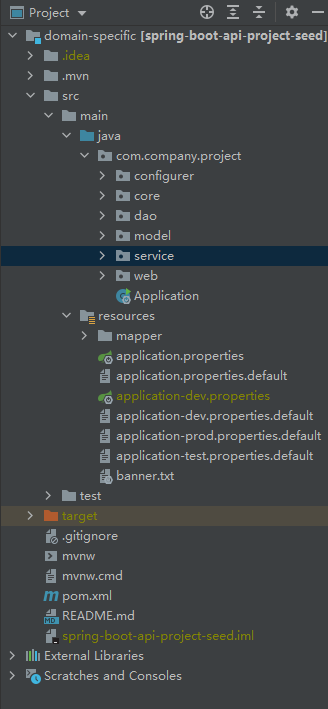 Project
domain-specific [spring-boot-api-project-seed]
.idea
.mvn
src
main
java
com.company.project
configurer
core
dao
model
service
web
Application
resources
mapper
application.properties
application.properties.default
application-dev.properties
application-dev.properties.default
application-prod.properties.default
application-test.properties.default
banner.txt
test
target
.gitignore
mvnw
mvnw.cmd
pom.xml
README.md
spring-boot-api-project-seed.iml
External Libraries
Scratches and Consoles